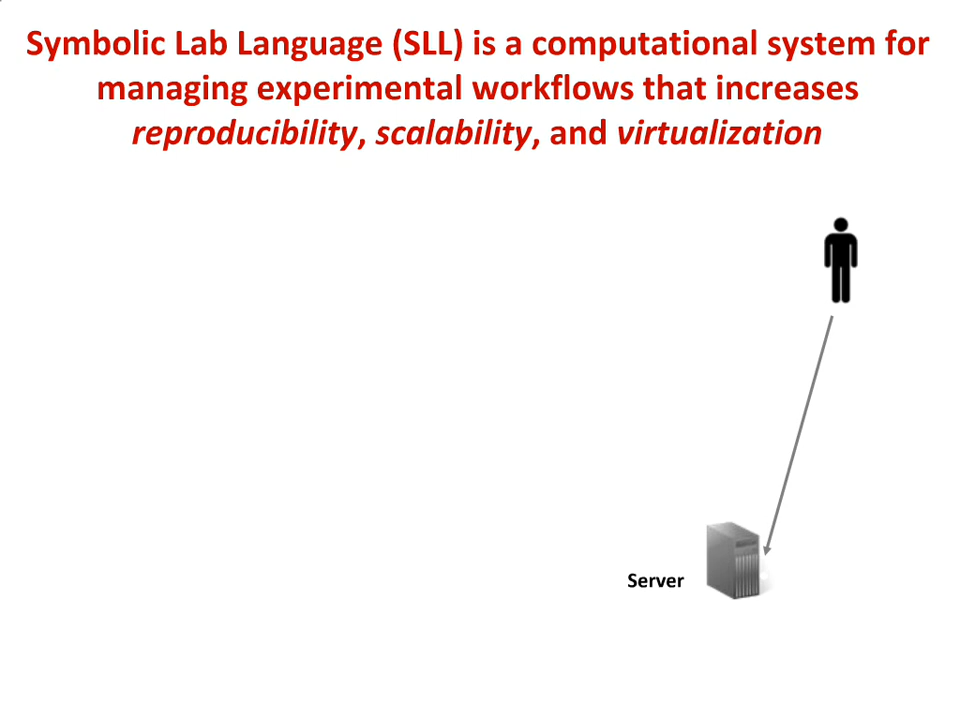 Symbolic Lab Language (SLL) is a computational system for
managing experimental workflows that increases
reproducibility, scalability, and virtualization
Server